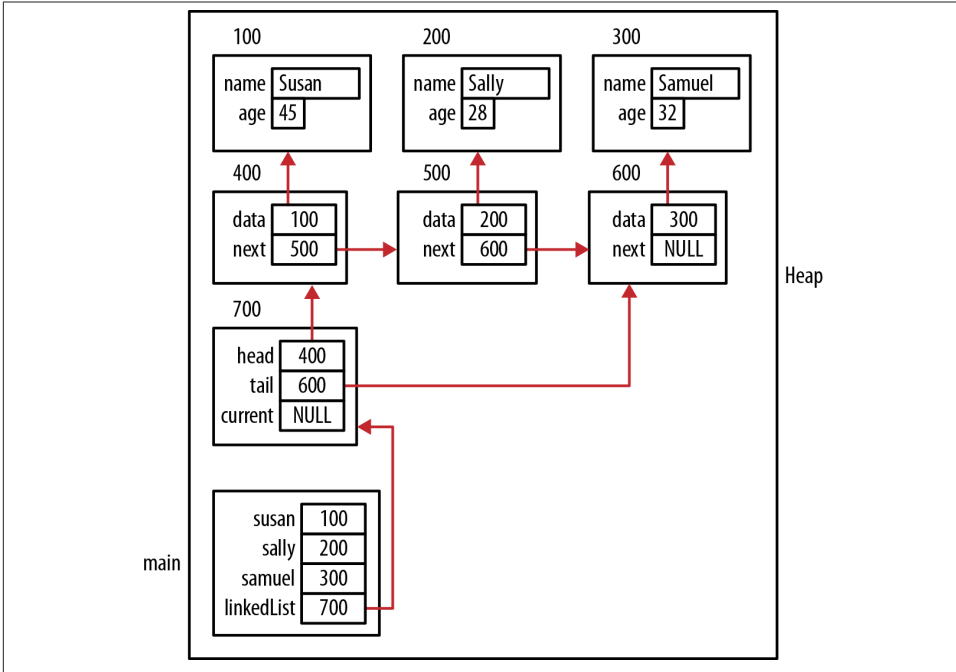 100 200 300
name Susan name Sally name Samuel
age 45 age 28 age 32
400 500 600
data 100 data 200 data 300
next 500 next 600 next NULL
Heap
700
head 400
tail 600
current NULL
susan 100
sally 200
main
samuel 300
linkedList 700